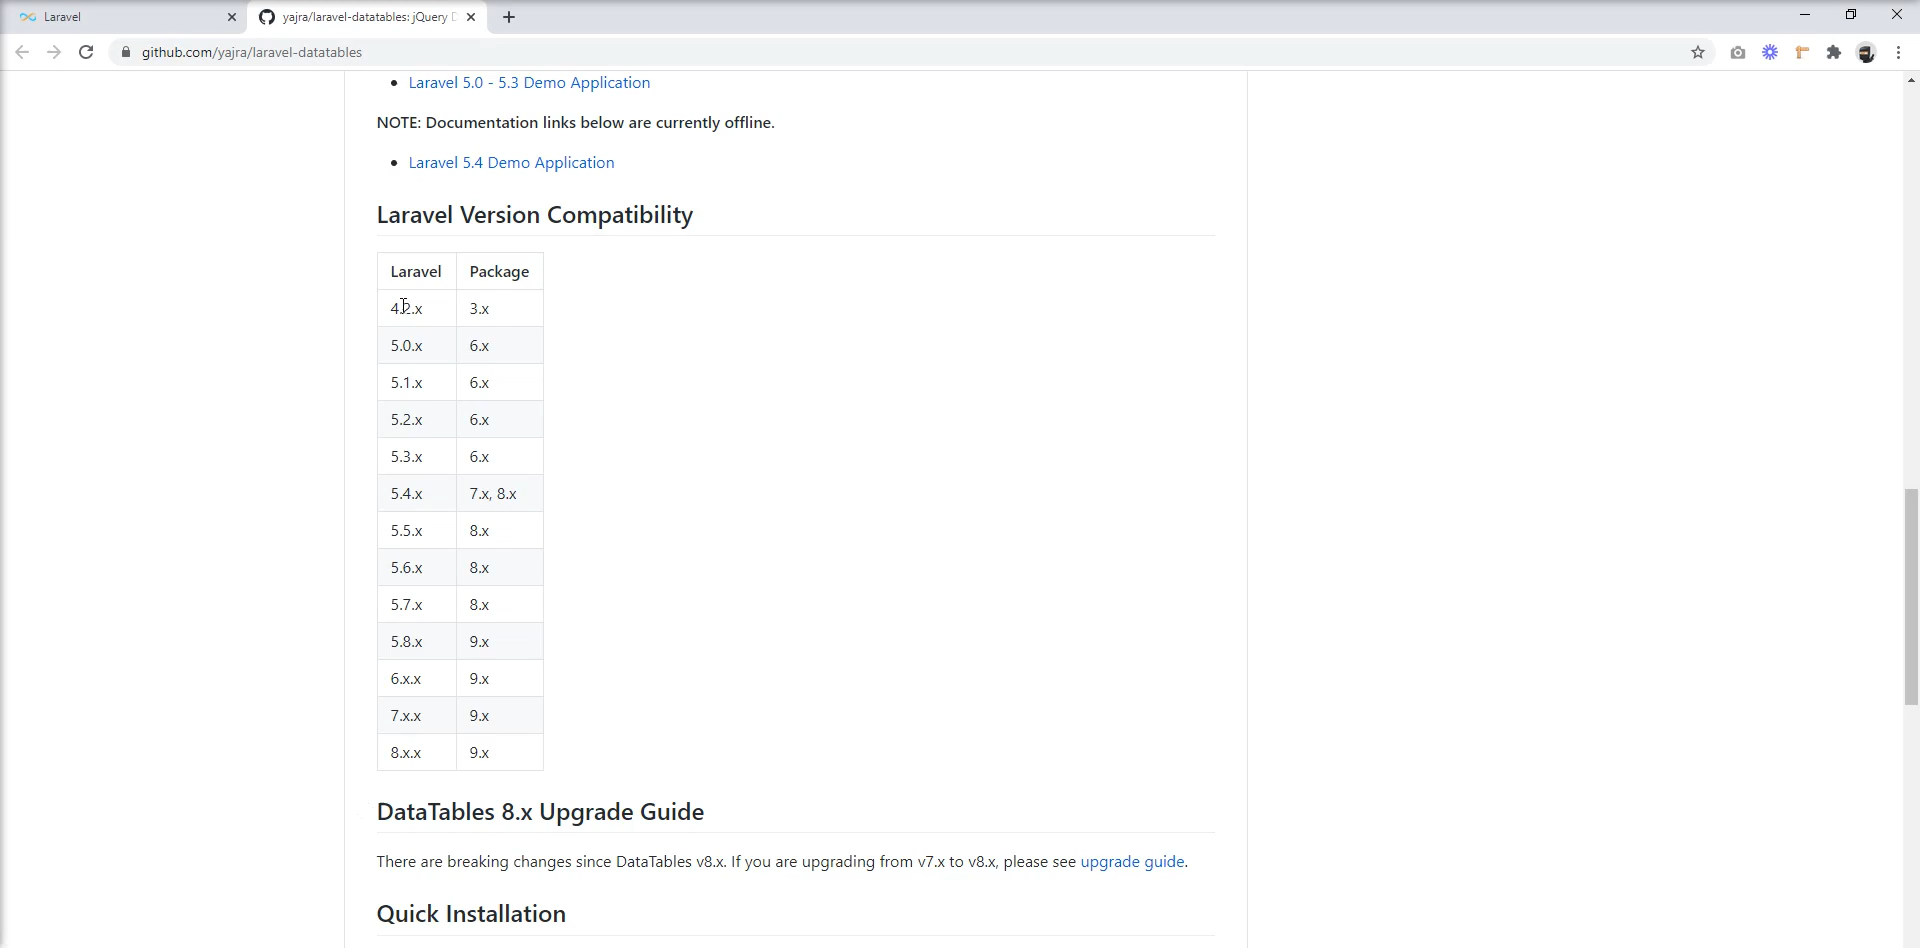 Laravel
yajra/laravel-datatables: jQuery D
github.com/yajra/laravel-datatables
Laravel 5.0 - 5.3 Demo Application
NOTE: Documentation links below are currently offline.
Laravel 5.4 Demo Application
Laravel Version Compatibility
Laravel Package
4.2.x 3.x
5.0.x 6.x
5.1.x 6.x
5.2.x 6.x
5.3.x 6.x
5.4.x 7.x, 8.x
5.5.x 8.x
5.6.x 8.x
5.7.x 8.x
5.8.x 9.x
6.x.x 9.x
7.x.x 9.x
8.x.x 9.x
DataTables 8.x Upgrade Guide
There are breaking changes since DataTables v8.x. If you are upgrading from v7.x to v8.x, please see upgrade guide.
Quick Installation